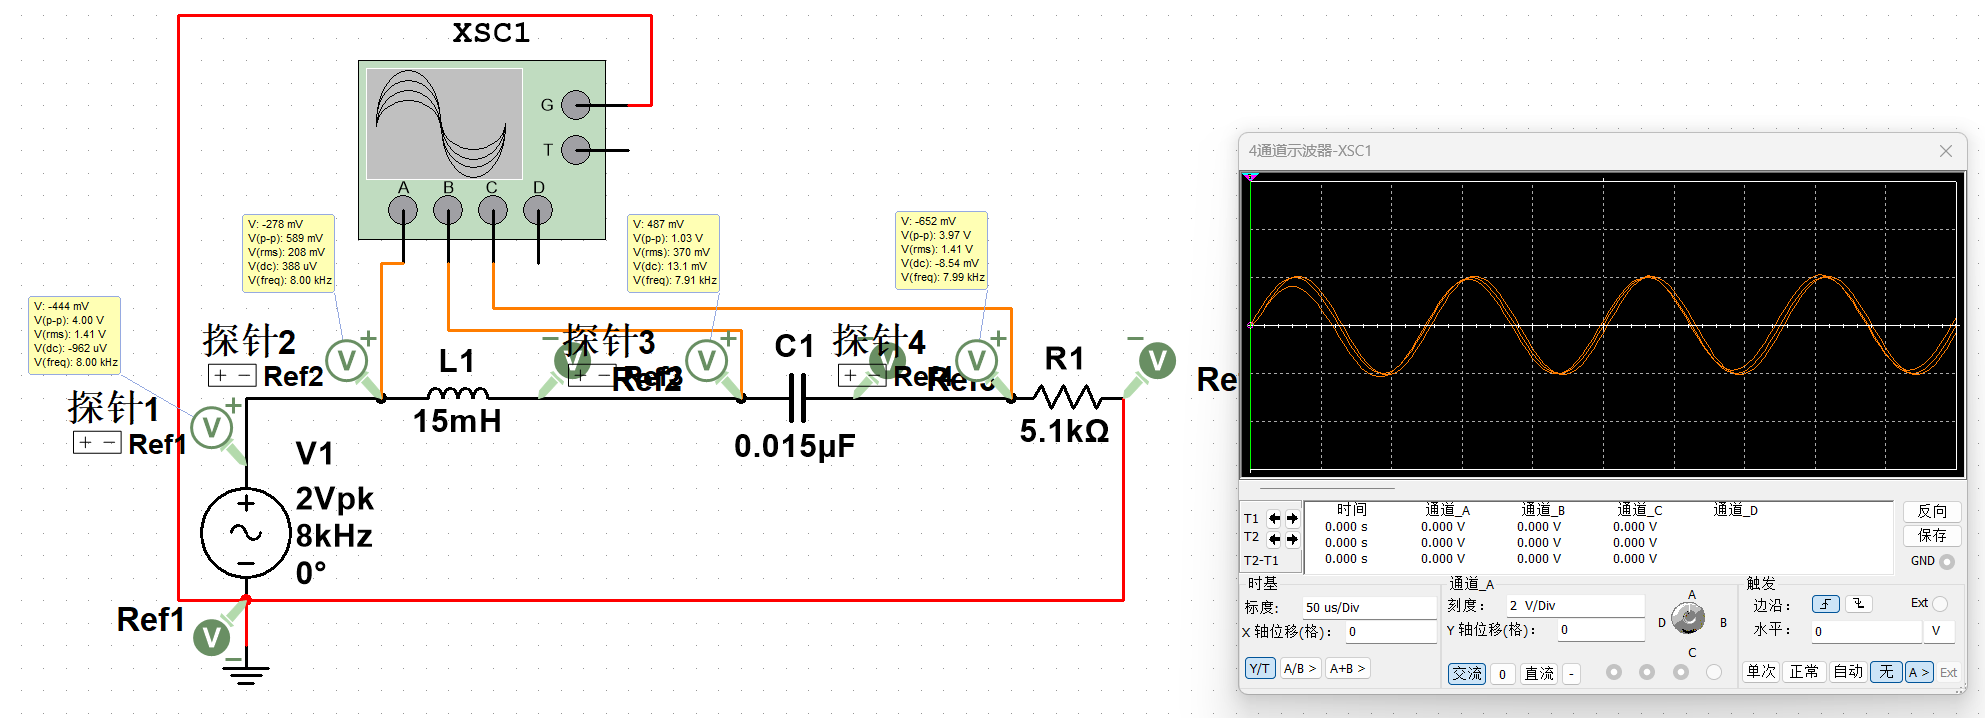 XSC1
G
T
A B C D
V: -278 mV
V(p-p): 589 mV
V(rms): 208 mV
V(dc): 388 uV
V(freq): 8.00 kHz
V: 487 mV
V(p-p): 1.03 V
V(rms): 370 mV
V(dc): 13.1 mV
V(freq): 7.91 kHz
V: -652 mV
V(p-p): 3.97 V
V(rms): 1.41 V
V(dc): -8.54 mV
V(freq): 7.99 kHz
V: -444 mV
V(p-p): 4.00 V
V(rms): 1.41 V
V(dc): -962 uV
V(freq): 8.00 kHz
探针1
+ - Ref1
探针2
+ - Ref2
V
L1
15mH
探针3
+ -
V
C1
0.015µF
探针4
+ -
V
R1
5.1kΩ
V
V
V1
2Vpk
8kHz
0°
Ref1
V
4通道示波器-XSC1
时间 通道_A 通道_B 通道_C 通道_D
T1 0.000 s 0.000 V 0.000 V 0.000 V
T2 0.000 s 0.000 V 0.000 V 0.000 V
T2-T1 0.000 s 0.000 V 0.000 V 0.000 V
反向
保存
GND
时基
标度: 50 us/Div
X 轴位移(格): 0
Y/T A/B > A+B >
通道_A
刻度: 2 V/Div
Y 轴位移(格): 0
交流 0 直流 -
A
D B
C
触发
边沿: Ext
水平: 0 V
单次 正常 自动 无 A > Ext